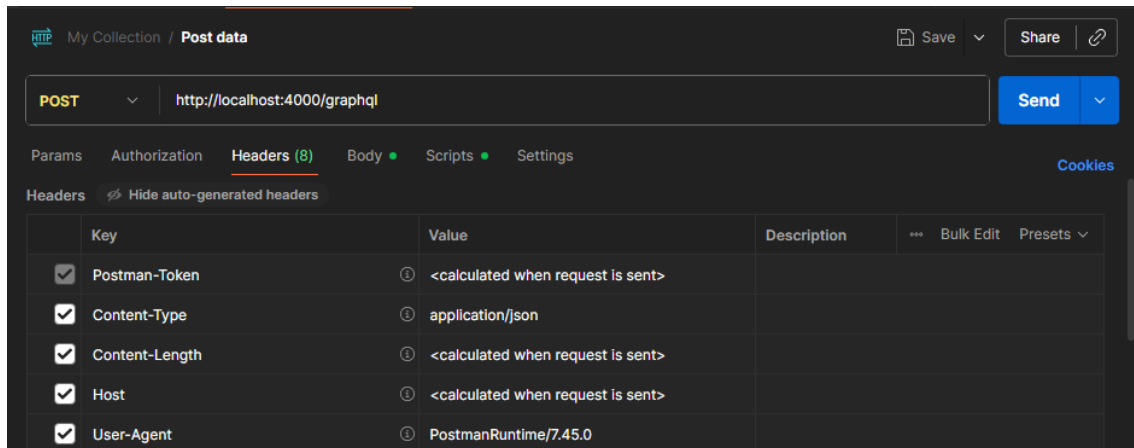 HTTP My Collection / Post data Save Share
POST http://localhost:4000/graphql Send
Params Authorization Headers (8) Body Scripts Settings Cookies
Headers Hide auto-generated headers
Key Value Description Bulk Edit Presets
Postman-Token <calculated when request is sent>
Content-Type application/json
Content-Length <calculated when request is sent>
Host <calculated when request is sent>
User-Agent PostmanRuntime/7.45.0